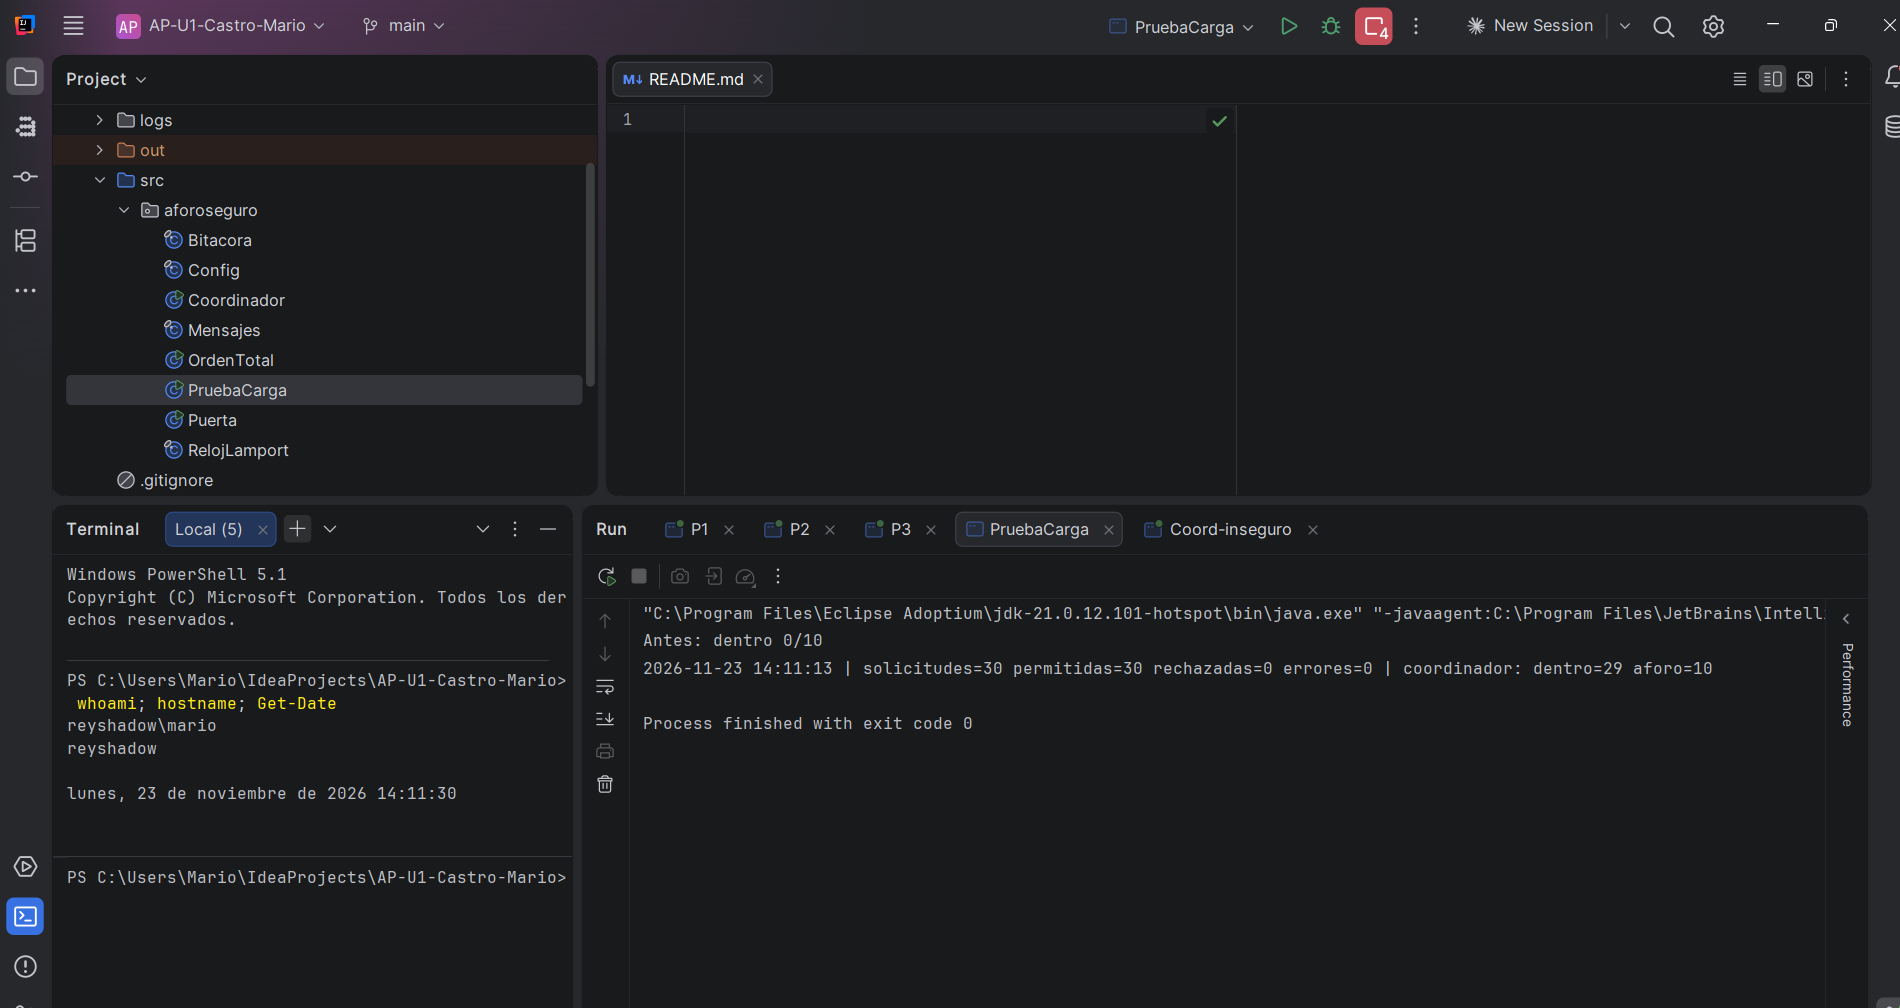 AP AP-U1-Castro-Mario main PruebaCarga 4 New Session
Project
logs
out
src
aforoseguro
Bitacora
Config
Coordinador
Mensajes
OrdenTotal
PruebaCarga
Puerta
RelojLamport
.gitignore
M↓ README.md
1
Terminal Local (5)
Windows PowerShell 5.1
Copyright (C) Microsoft Corporation. Todos los der
echos reservados.
PS C:\Users\Mario\IdeaProjects\AP-U1-Castro-Mario>
whoami; hostname; Get-Date
reyshadow\mario
reyshadow
lunes, 23 de noviembre de 2026 14:11:30
PS C:\Users\Mario\IdeaProjects\AP-U1-Castro-Mario>
Run P1 P2 P3 PruebaCarga Coord-inseguro
"C:\Program Files\Eclipse Adoptium\jdk-21.0.12.101-hotspot\bin\java.exe" "-javaagent:C:\Program Files\JetBrains\Intelli
Antes: dentro 0/10
2026-11-23 14:11:13 | solicitudes=30 permitidas=30 rechazadas=0 errores=0 | coordinador: dentro=29 aforo=10
Process finished with exit code 0
Performance